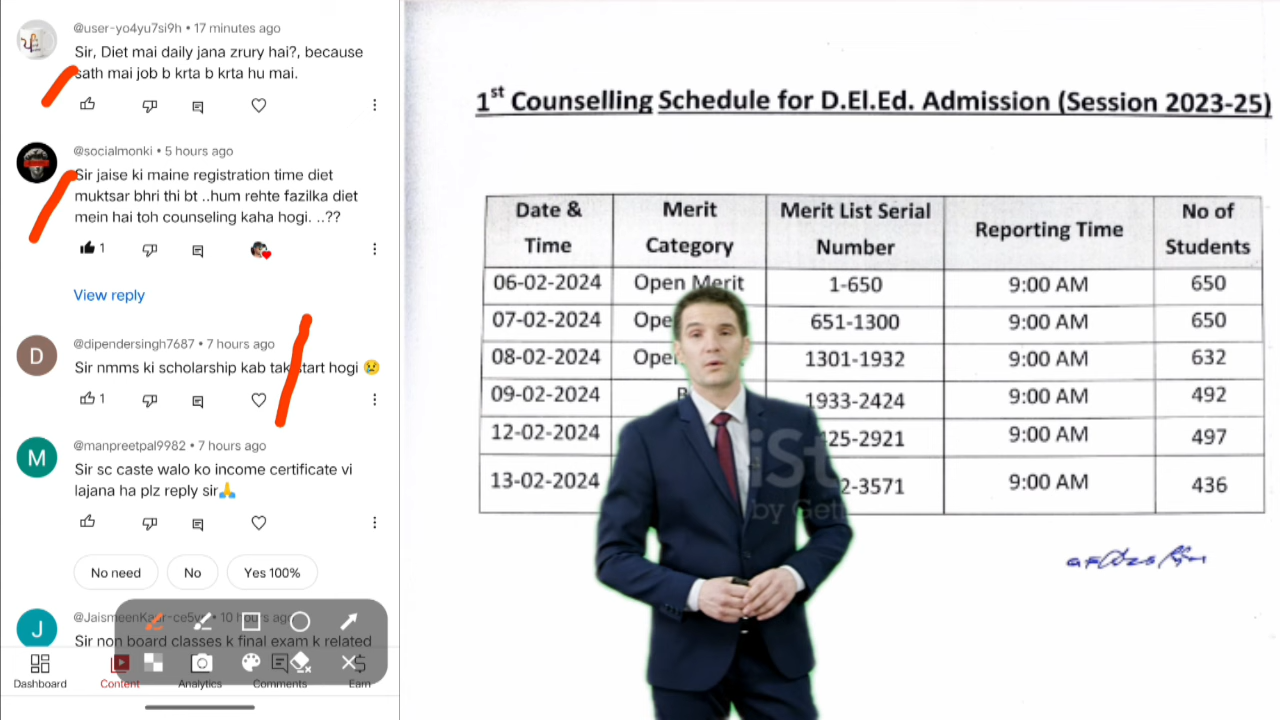 @user-yo4yu7si9h • 17 minutes ago
Sir, Diet mai daily jana zrury hai?, because
sath mai job b krta b krta hu mai.
@socialmonki • 5 hours ago
Sir jaise ki maine registration time diet
muktsar bhri thi bt ..hum rehte fazilka diet
mein hai toh counseling kaha hogi. ..??
1
View reply
D
@dipendersingh7687 • 7 hours ago
Sir nmms ki scholarship kab tak start hogi 😢
1
M
@manpreetpal9982 • 7 hours ago
Sir sc caste walo ko income certificate vi
lajana ha plz reply sir🙏
No need No Yes 100%
J
10 hours ago
Sir non board classes k final exam k related
Dashboard Content Analytics Comments Earn
1st Counselling Schedule for D.El.Ed. Admission (Session 2023-25)
Date & Time Merit Category Merit List Serial Number Reporting Time No of Students
06-02-2024 Open Merit 1-650 9:00 AM 650
07-02-2024 651-1300 9:00 AM 650
08-02-2024 1301-1932 9:00 AM 632
09-02-2024 1933-2424 9:00 AM 492
12-02-2024 9:00 AM 497
13-02-2024 9:00 AM 436